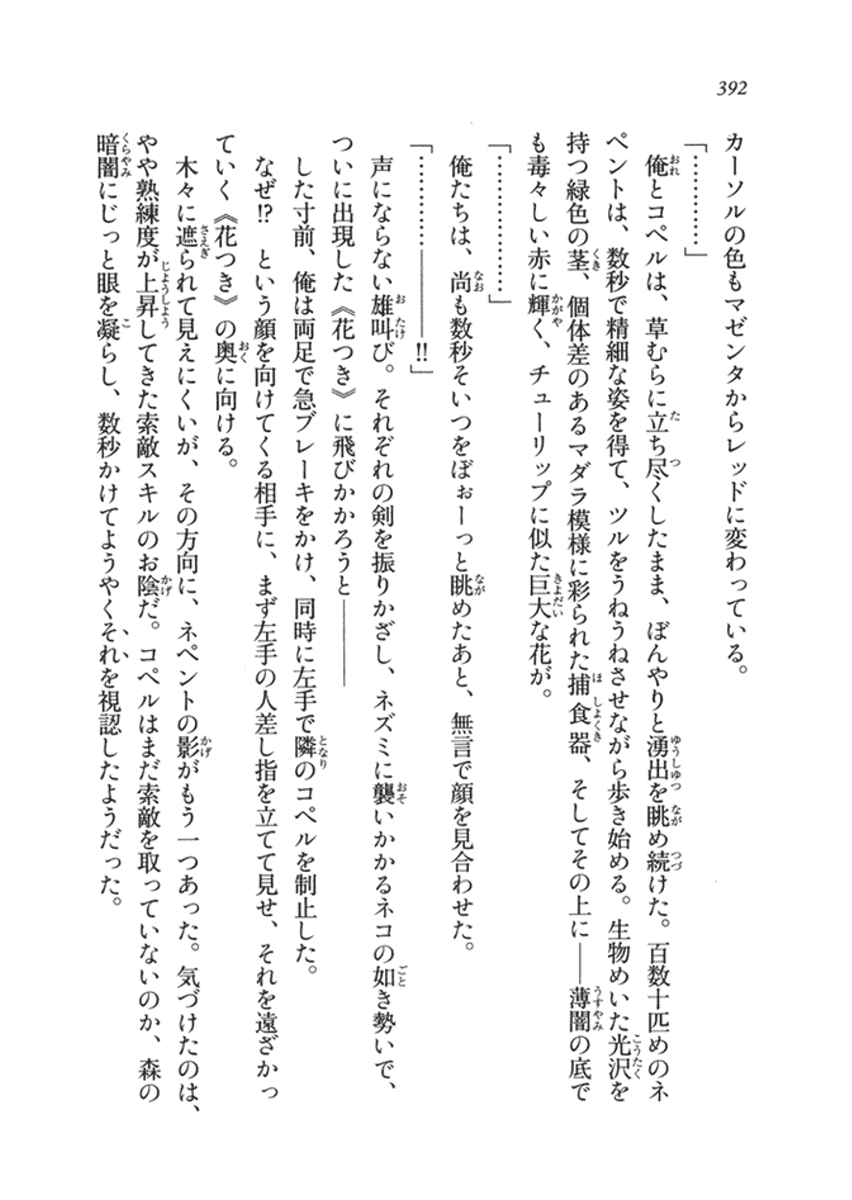 392
カーソルの色もマゼンタからレッドに変わっている。
「…………」
俺とコペルは、草むらに立ち尽くしたまま、ぼんやりと湧出を眺め続けた。百数十匹めのネ
ペントは、数秒で精細な姿を得て、ツルをうねうねさせながら歩き始める。生物めいた光沢を
持つ緑色の茎、個体差のあるマダラ模様に彩られた捕食器、そしてその上に――薄闇の底で
も毒々しい赤に輝く、チューリップに似た巨大な花が。
「………………」
俺たちは、尚も数秒そいつをぼぉーっと眺めたあと、無言で顔を見合わせた。
「…………――――!!」
声にならない雄叫び。それぞれの剣を振りかざし、ネズミに襲いかかるネコの如き勢いで、
ついに出現した《花つき》に飛びかかろうと――――
した寸前、俺は両足で急ブレーキをかけ、同時に左手で隣のコペルを制止した。
なぜ!?　という顔を向けてくる相手に、まず左手の人差し指を立てて見せ、それを遠ざかっ
ていく《花つき》の奥に向ける。
木々に遮られて見えにくいが、その方向に、ネペントの影がもう一つあった。気づけたのは、
やや熟練度が上昇してきた索敵スキルのお陰だ。コペルはまだ索敵を取っていないのか、森の
暗闇にじっと眼を凝らし、数秒かけてようやくそれを視認したようだった。